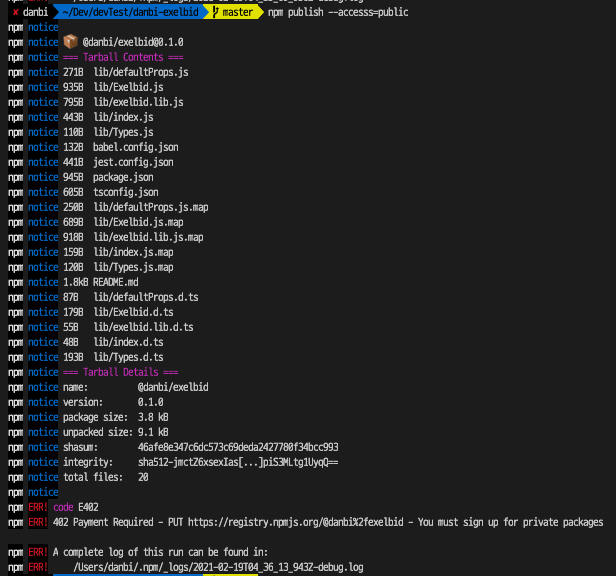 ✘ danbi ~/Dev/devTest/danbi-exelbid master npm publish --accesss=public
npm notice
npm notice 📦 @danbi/exelbid@0.1.0
npm notice === Tarball Contents ===
npm notice 271B lib/defaultProps.js
npm notice 935B lib/Exelbid.js
npm notice 795B lib/exelbid.lib.js
npm notice 443B lib/index.js
npm notice 110B lib/Types.js
npm notice 132B babel.config.json
npm notice 441B jest.config.json
npm notice 945B package.json
npm notice 605B tsconfig.json
npm notice 250B lib/defaultProps.js.map
npm notice 689B lib/Exelbid.js.map
npm notice 918B lib/exelbid.lib.js.map
npm notice 159B lib/index.js.map
npm notice 120B lib/Types.js.map
npm notice 1.8kB README.md
npm notice 87B lib/defaultProps.d.ts
npm notice 179B lib/Exelbid.d.ts
npm notice 55B lib/exelbid.lib.d.ts
npm notice 48B lib/index.d.ts
npm notice 193B lib/Types.d.ts
npm notice === Tarball Details ===
npm notice name: @danbi/exelbid
npm notice version: 0.1.0
npm notice package size: 3.8 kB
npm notice unpacked size: 9.1 kB
npm notice shasum: 46afe8e347c6dc573c69deda2427780f34bcc993
npm notice integrity: sha512-jmctZ6xsexIas[...]piS3MLtg1UyqQ==
npm notice total files: 20
npm notice
npm ERR! code E402
npm ERR! 402 Payment Required - PUT https://registry.npmjs.org/@danbi%2fexelbid - You must sign up for private packages
npm ERR! A complete log of this run can be found in:
npm ERR! /Users/danbi/.npm/_logs/2021-02-19T04_36_13_943Z-debug.log